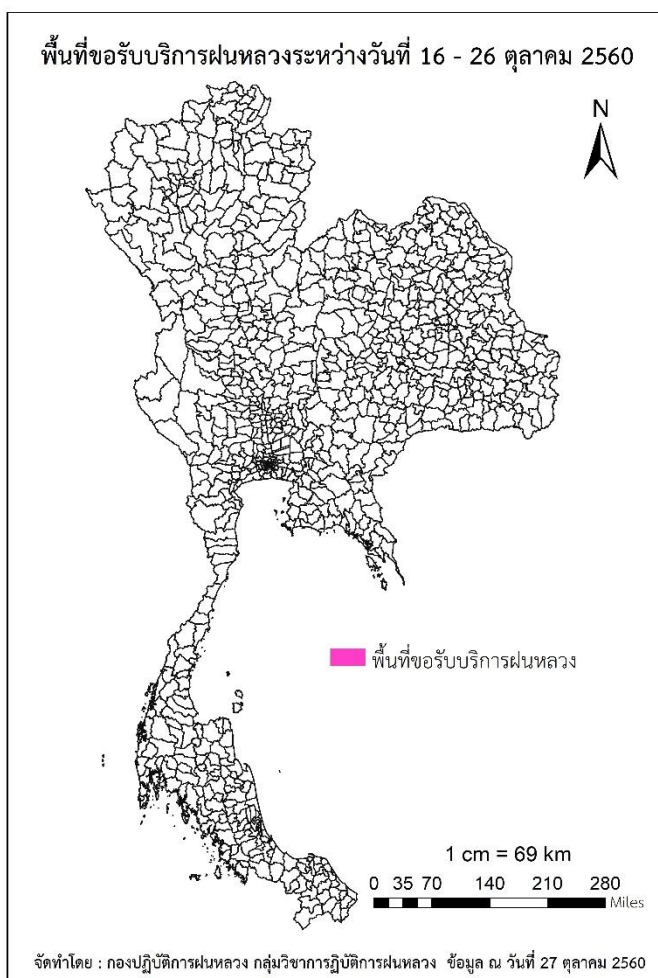 พื้นที่ขอรับบริการฝนหลวงระหว่างวันที่ 16 - 26 ตุลาคม 2560
N
พื้นที่ขอรับบริการฝนหลวง
1 cm = 69 km
0 35 70 140 210 280 Miles
จัดทำโดย : กองปฏิบัติการฝนหลวง กลุ่มวิชาการฏิบัติการฝนหลวง ข้อมูล ณ วันที่ 27 ตุลาคม 2560